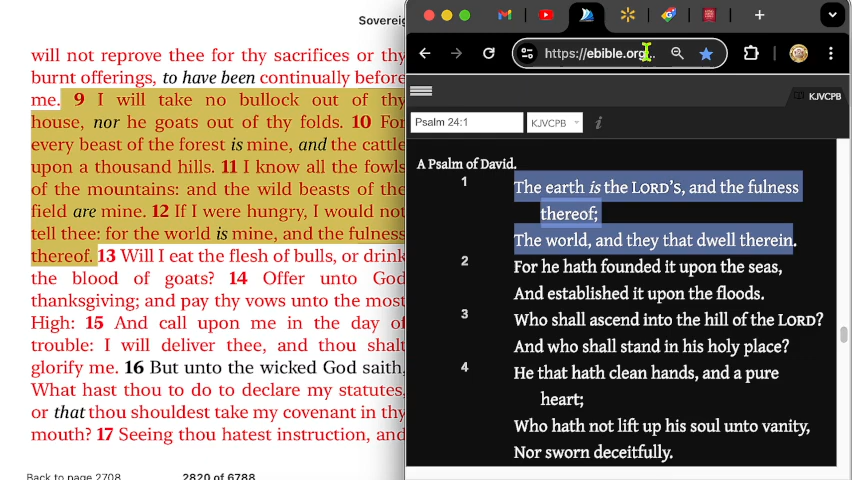 Sovereig
will not reprove thee for thy sacrifices or thy
burnt offerings, to have been continually before
me. 9 I will take no bullock out of thy
house, nor he goats out of thy folds. 10 For
every beast of the forest is mine, and the cattle
upon a thousand hills. 11 I know all the fowls
of the mountains: and the wild beasts of the
field are mine. 12 If I were hungry, I would not
tell thee: for the world is mine, and the fulness
thereof. 13 Will I eat the flesh of bulls, or drink
the blood of goats? 14 Offer unto God
thanksgiving; and pay thy vows unto the most
High: 15 And call upon me in the day of
trouble: I will deliver thee, and thou shalt
glorify me. 16 But unto the wicked God saith,
What hast thou to do to declare my statutes,
or that thou shouldest take my covenant in thy
mouth? 17 Seeing thou hatest instruction, and
Back to page 2708 2820 of 6788
https://ebible.org...
KJVCPB
Psalm 24:1 KJVCPB i
A Psalm of David.
1 The earth is the LORD'S, and the fulness
thereof;
The world, and they that dwell therein.
2 For he hath founded it upon the seas,
And established it upon the floods.
3 Who shall ascend into the hill of the LORD?
And who shall stand in his holy place?
4 He that hath clean hands, and a pure
heart;
Who hath not lift up his soul unto vanity,
Nor sworn deceitfully.